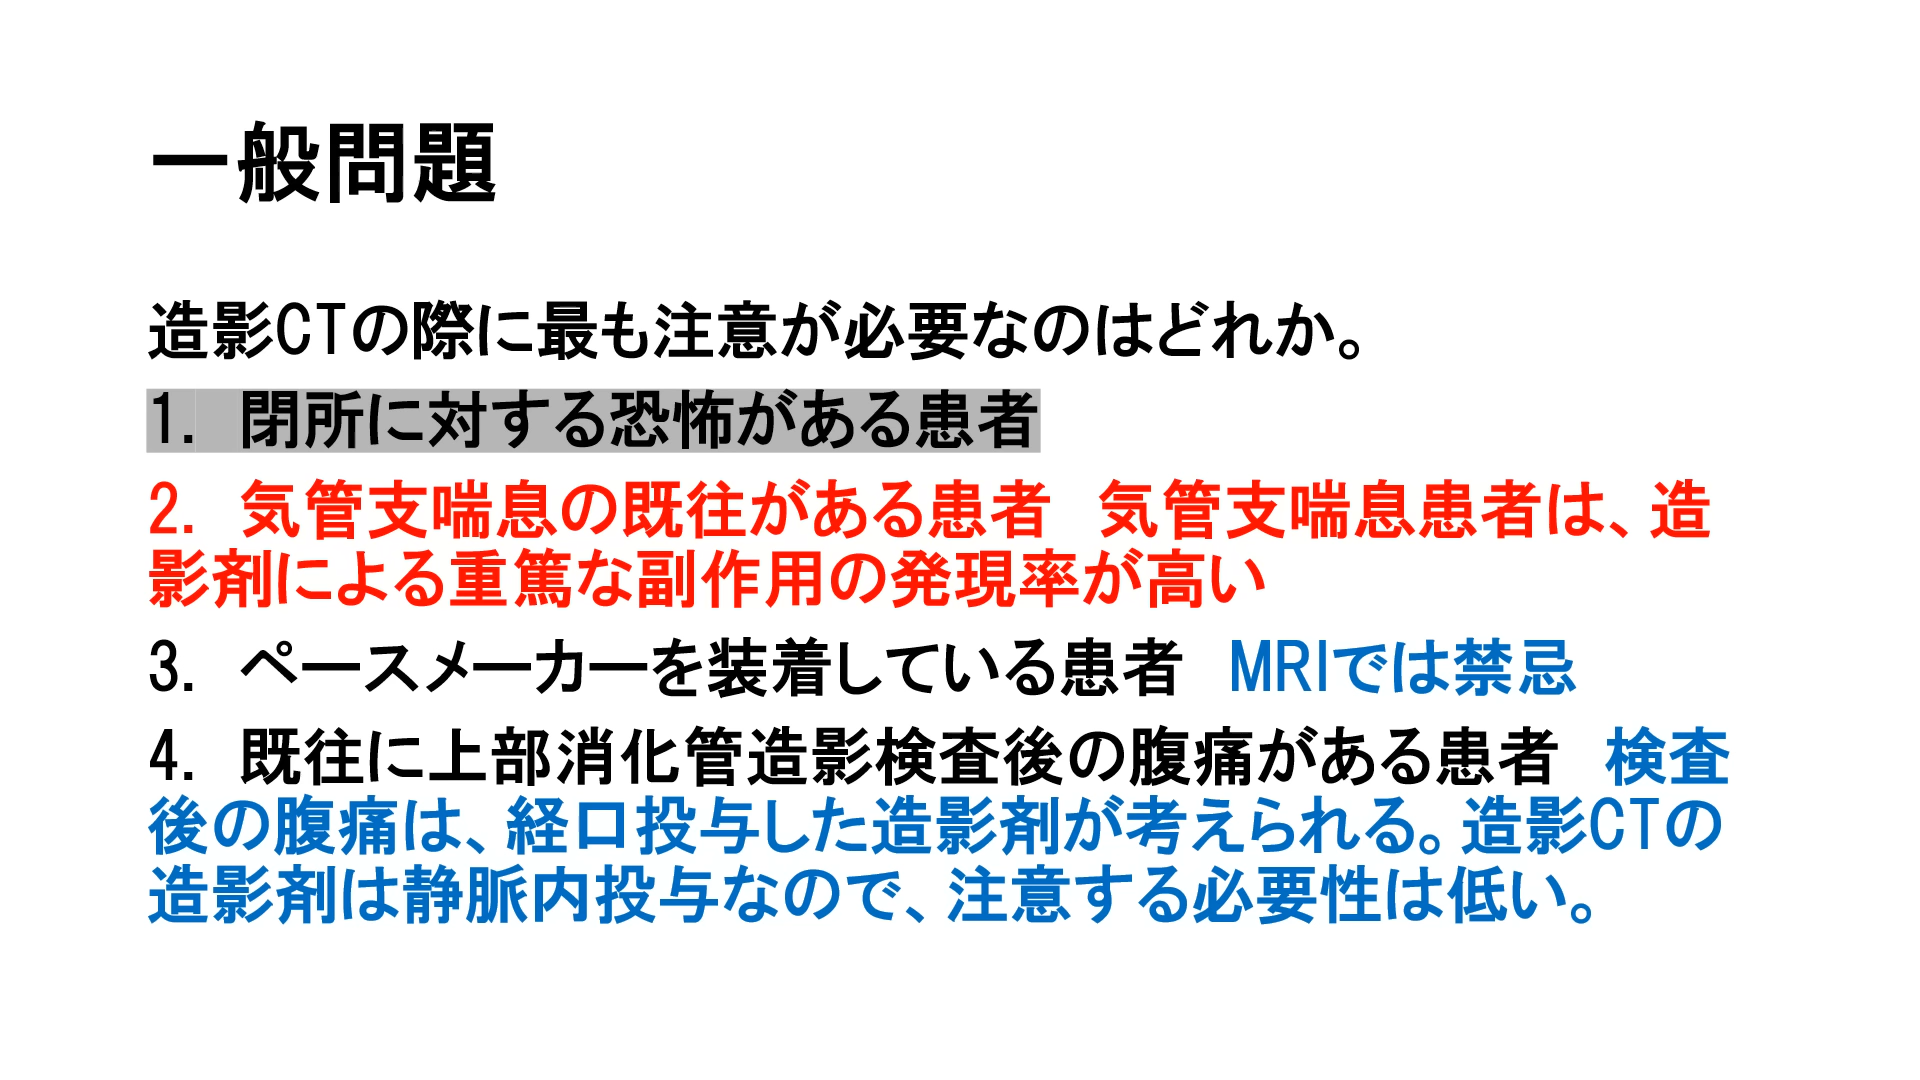 一般問題
造影CTの際に最も注意が必要なのはどれか。
1. 閉所に対する恐怖がある患者
2. 気管支喘息の既往がある患者　気管支喘息患者は、造
影剤による重篤な副作用の発現率が高い
3. ペースメーカーを装着している患者　MRIでは禁忌
4. 既往に上部消化管造影検査後の腹痛がある患者　検査
後の腹痛は、経口投与した造影剤が考えられる。造影CTの
造影剤は静脈内投与なので、注意する必要性は低い。